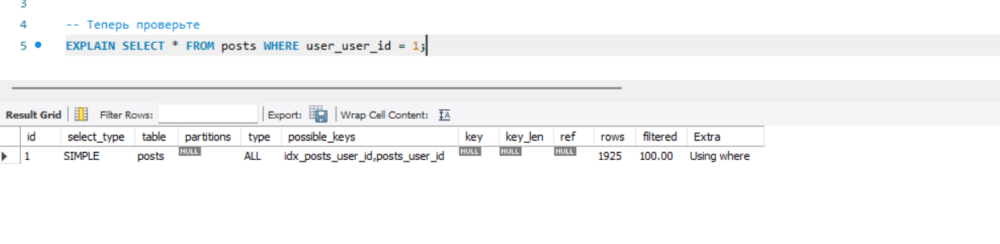 3
4 -- Теперь проверьте
5 EXPLAIN SELECT * FROM posts WHERE user_user_id = 1;
Result Grid Filter Rows: Export: Wrap Cell Content: IA
id select_type table partitions type possible_keys key key_len ref rows filtered Extra
1 SIMPLE posts NULL ALL idx_posts_user_id,posts_user_id NULL NULL NULL 1925 100.00 Using where